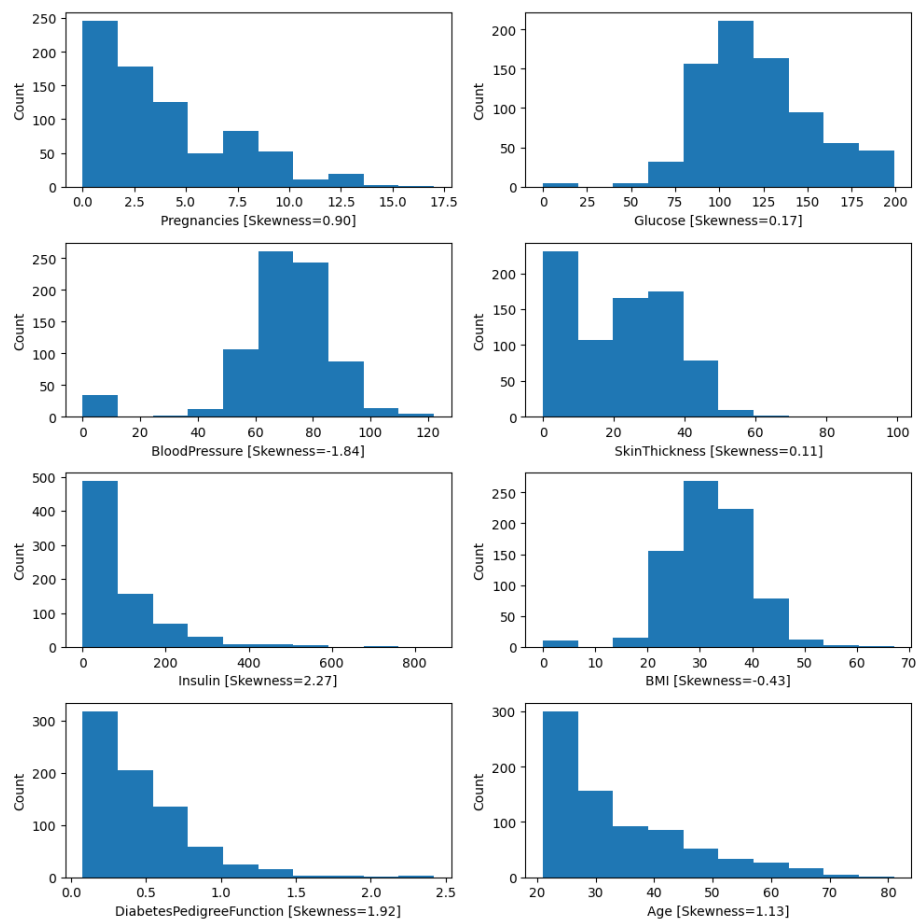 250
200
150
100
50
0
Count
0.0 2.5 5.0 7.5 10.0 12.5 15.0 17.5
Pregnancies [Skewness=0.90]
200
150
100
50
0
Count
0 25 50 75 100 125 150 175 200
Glucose [Skewness=0.17]
250
200
150
100
50
0
Count
0 20 40 60 80 100 120
BloodPressure [Skewness=-1.84]
200
150
100
50
0
Count
0 20 40 60 80 100
SkinThickness [Skewness=0.11]
500
400
300
200
100
0
Count
0 200 400 600 800
Insulin [Skewness=2.27]
250
200
150
100
50
0
Count
0 10 20 30 40 50 60 70
BMI [Skewness=-0.43]
300
200
100
0
Count
0.0 0.5 1.0 1.5 2.0 2.5
DiabetesPedigreeFunction [Skewness=1.92]
300
200
100
0
Count
20 30 40 50 60 70 80
Age [Skewness=1.13]